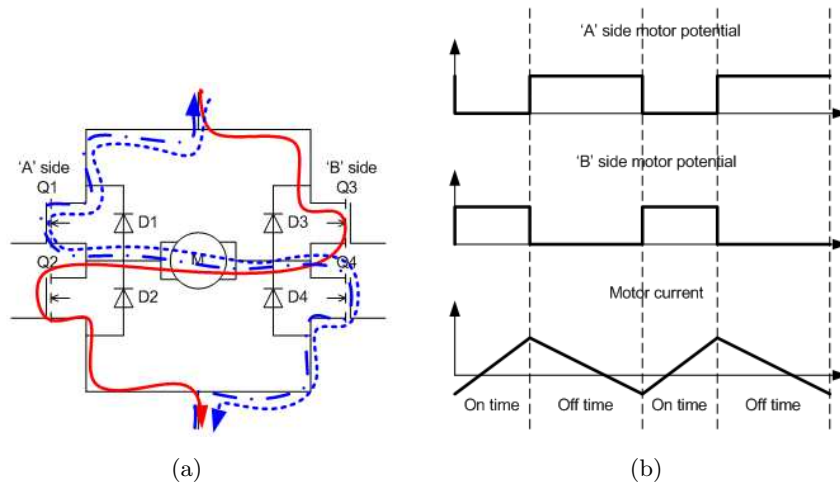 'A' side
Q1
'B' side
Q3
D1
D3
Q2
M
Q4
D2
D4
(a)
'A' side motor potential
'B' side motor potential
Motor current
On time
Off time
On time
Off time
(b)